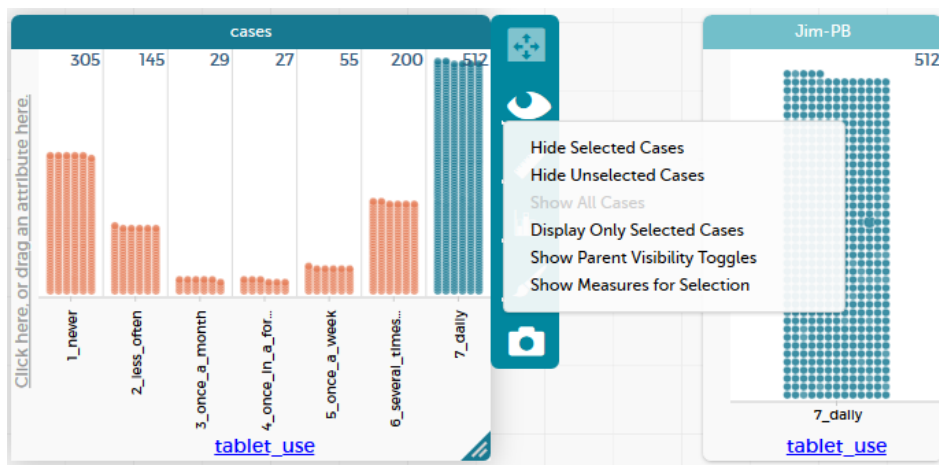 cases
Jim-PB
305 145 29 27 55 200 512
512
Click here, or drag an attribute here.
Hide Selected Cases
Hide Unselected Cases
Show All Cases
Display Only Selected Cases
Show Parent Visibility Toggles
Show Measures for Selection
1_never
2_less_often
3_once_a_month
4_once_in_a_for...
5_once_a_week
6_several_times...
7_daily
7_daily
tablet_use
tablet_use